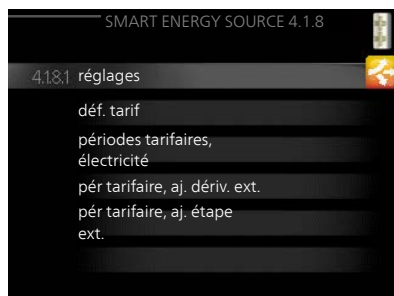 SMART ENERGY SOURCE 4.1.8
4.1.8.1 réglages
déf. tarif
périodes tarifaires,
électricité
pér tarifaire, aj. dériv. ext.
pér tarifaire, aj. étape
ext.